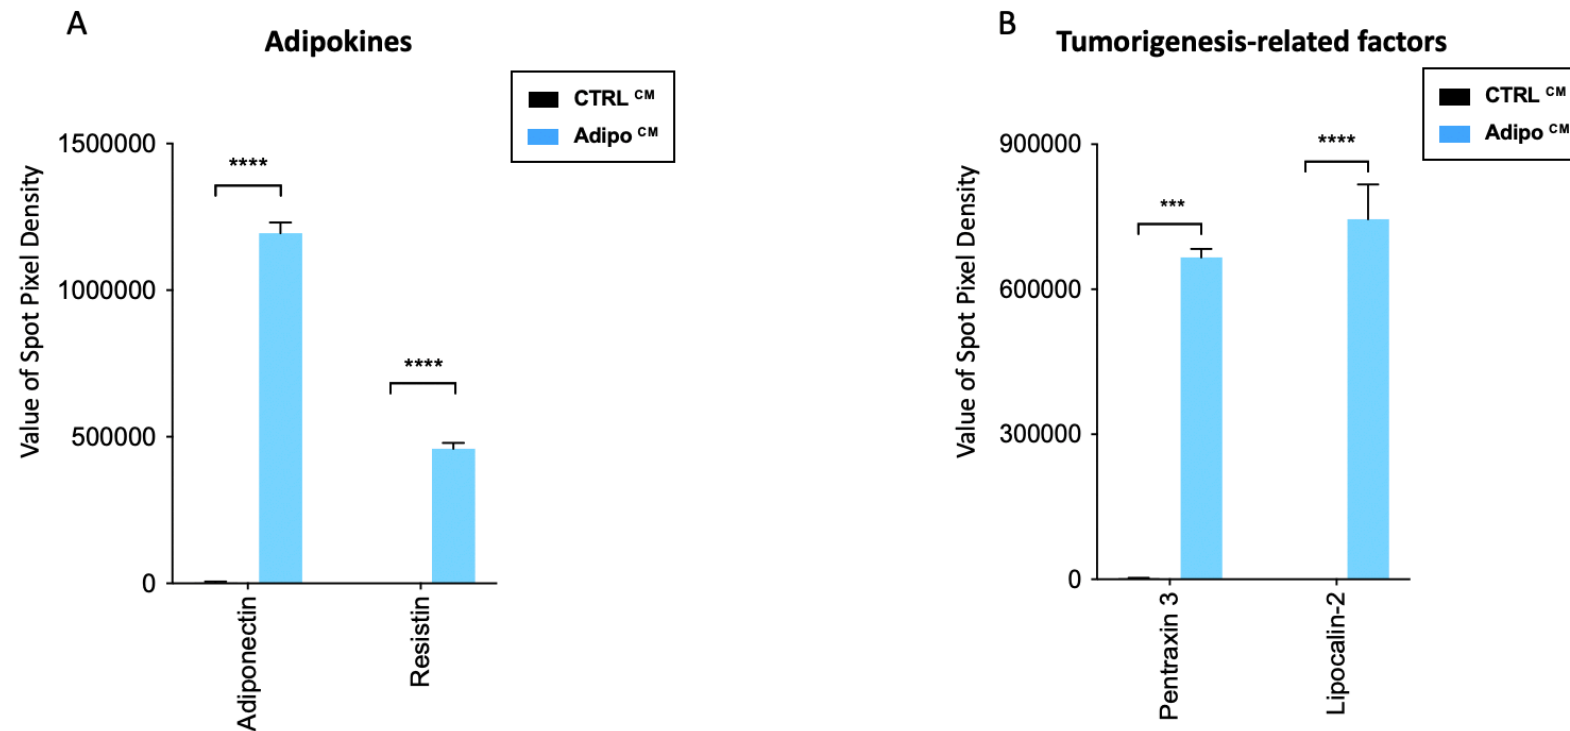 A
Adipokines
CTRL CM
Adipo CM
Value of Spot Pixel Density
1500000
1000000
500000
0
****
****
Adiponectin
Resistin
B
Tumorigenesis-related factors
CTRL CM
Adipo CM
Value of Spot Pixel Density
900000
600000
300000
0
***
****
Pentraxin 3
Lipocalin-2